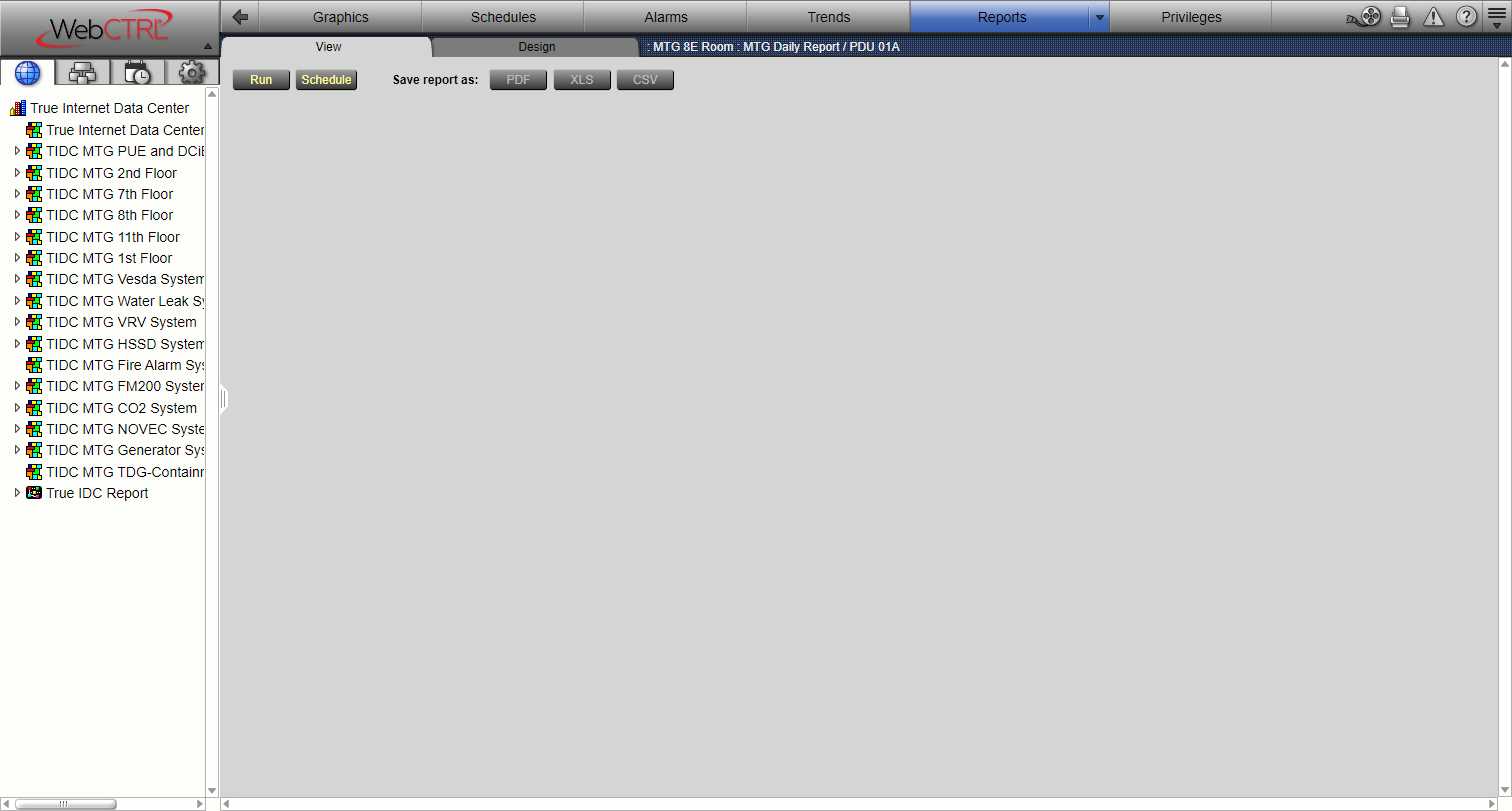 WebCTRL
Graphics Schedules Alarms Trends Reports Privileges
View Design : MTG 8E Room : MTG Daily Report / PDU 01A
Run Schedule Save report as: PDF XLS CSV
True Internet Data Center
True Internet Data Center
TIDC MTG PUE and DCiE
TIDC MTG 2nd Floor
TIDC MTG 7th Floor
TIDC MTG 8th Floor
TIDC MTG 11th Floor
TIDC MTG 1st Floor
TIDC MTG Vesda System
TIDC MTG Water Leak Sy
TIDC MTG VRV System
TIDC MTG HSSD System
TIDC MTG Fire Alarm Sys
TIDC MTG FM200 System
TIDC MTG CO2 System
TIDC MTG NOVEC Syste
TIDC MTG Generator Sys
TIDC MTG TDG-Containm
True IDC Report